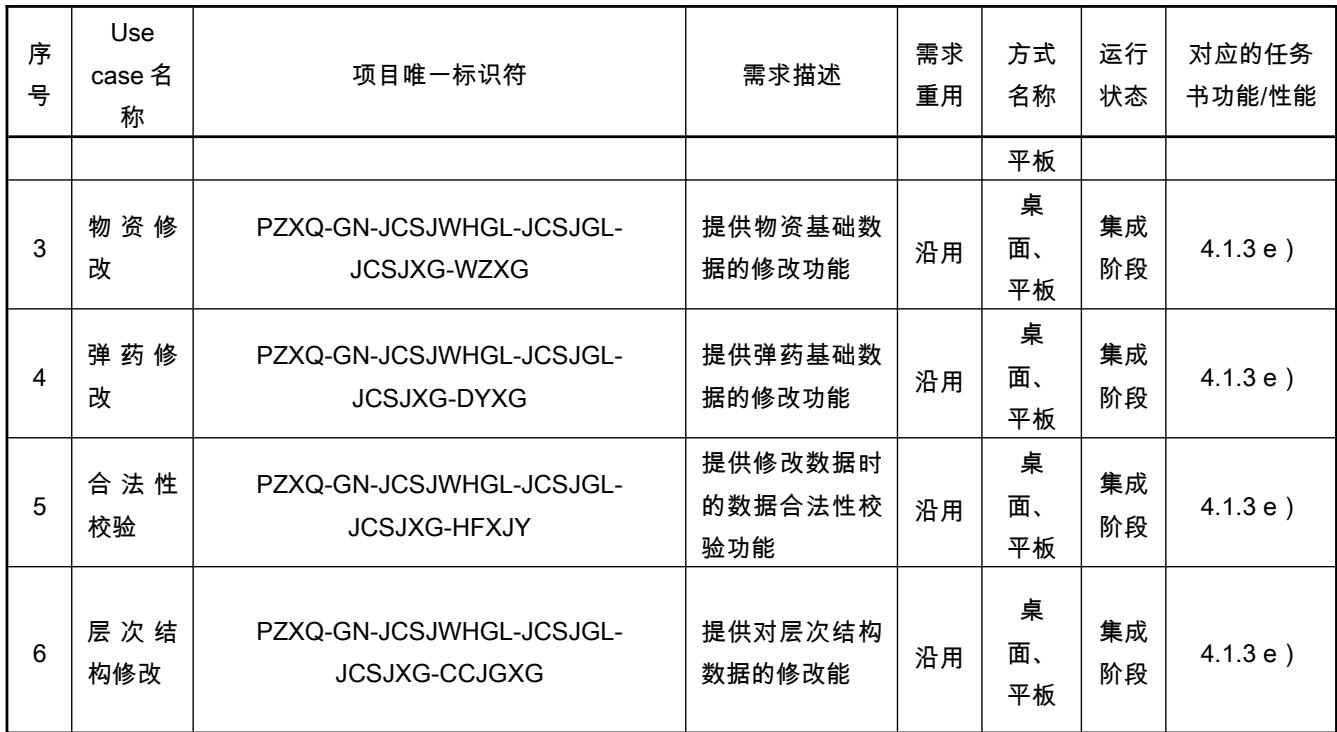 序号 Use case 名称 项目唯一标识符 需求描述 需求重用 方式名称 运行状态 对应的任务书功能/性能
平板
3 物资修改 PZXQ-GN-JCSJWHGL-JCSJGL-JCSJXG-WZXG 提供物资基础数据的修改功能 沿用 桌面、平板 集成阶段 4.1.3 e）
4 弹药修改 PZXQ-GN-JCSJWHGL-JCSJGL-JCSJXG-DYXG 提供弹药基础数据的修改功能 沿用 桌面、平板 集成阶段 4.1.3 e）
5 合法性校验 PZXQ-GN-JCSJWHGL-JCSJGL-JCSJXG-HFXJY 提供修改数据时的数据合法性校验功能 沿用 桌面、平板 集成阶段 4.1.3 e）
6 层次结构修改 PZXQ-GN-JCSJWHGL-JCSJGL-JCSJXG-CCJGXG 提供对层次结构数据的修改能 沿用 桌面、平板 集成阶段 4.1.3 e）